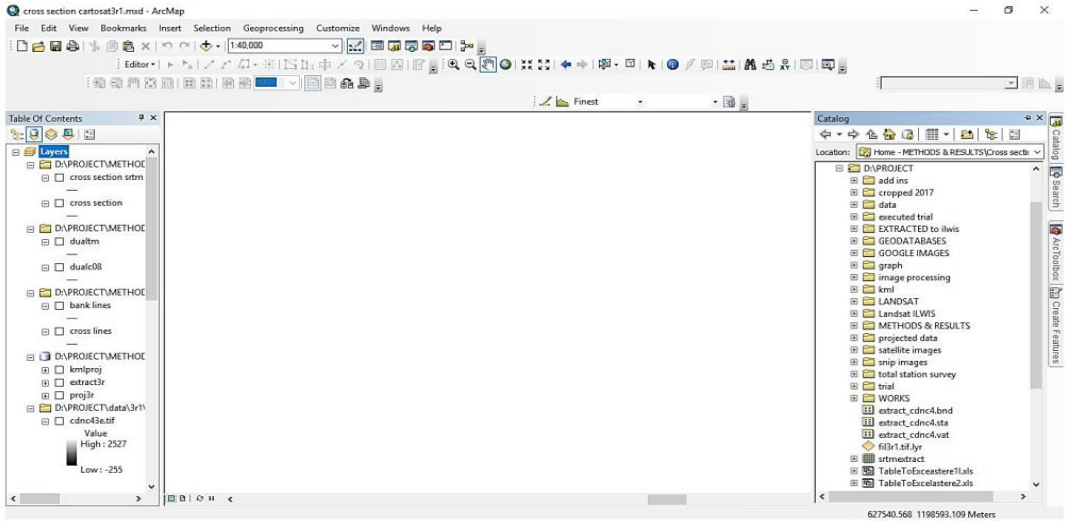 cross section cartosat3r1.mxd - ArcMap
File Edit View Bookmarks Insert Selection Geoprocessing Customize Windows Help
1:40,000
Editor
Finest
Table Of Contents
Layers
D:\PROJECT\METHOD
cross section srtm
cross section
D:\PROJECT\METHOD
dualtm
dualc08
D:\PROJECT\METHOD
bank lines
cross lines
D:\PROJECT\METHOD
kmlproj
extract3r
proj3r
D:\PROJECT\data\3r1\
cdnc43e.tif
Value
High : 2527
Low : -255
Catalog
Location: Home - METHODS & RESULTS\Cross sectio
D:\PROJECT
add ins
cropped 2017
data
executed trial
EXTRACTED to ilwis
GEODATABASES
GOOGLE IMAGES
graph
image processing
kml
LANDSAT
Landsat ILWIS
METHODS & RESULTS
projected data
satellite images
snip images
total station survey
trial
WORKS
extract_cdnc4.bnd
extract_cdnc4.sta
extract_cdnc4.vat
fil3r1.tif.lyr
srtmextract
TableToExceastere1l.xls
TableToExcelastere2.xls
Catalog
Search
ArcToolbox
Create Features
627540.568 1198593.109 Meters